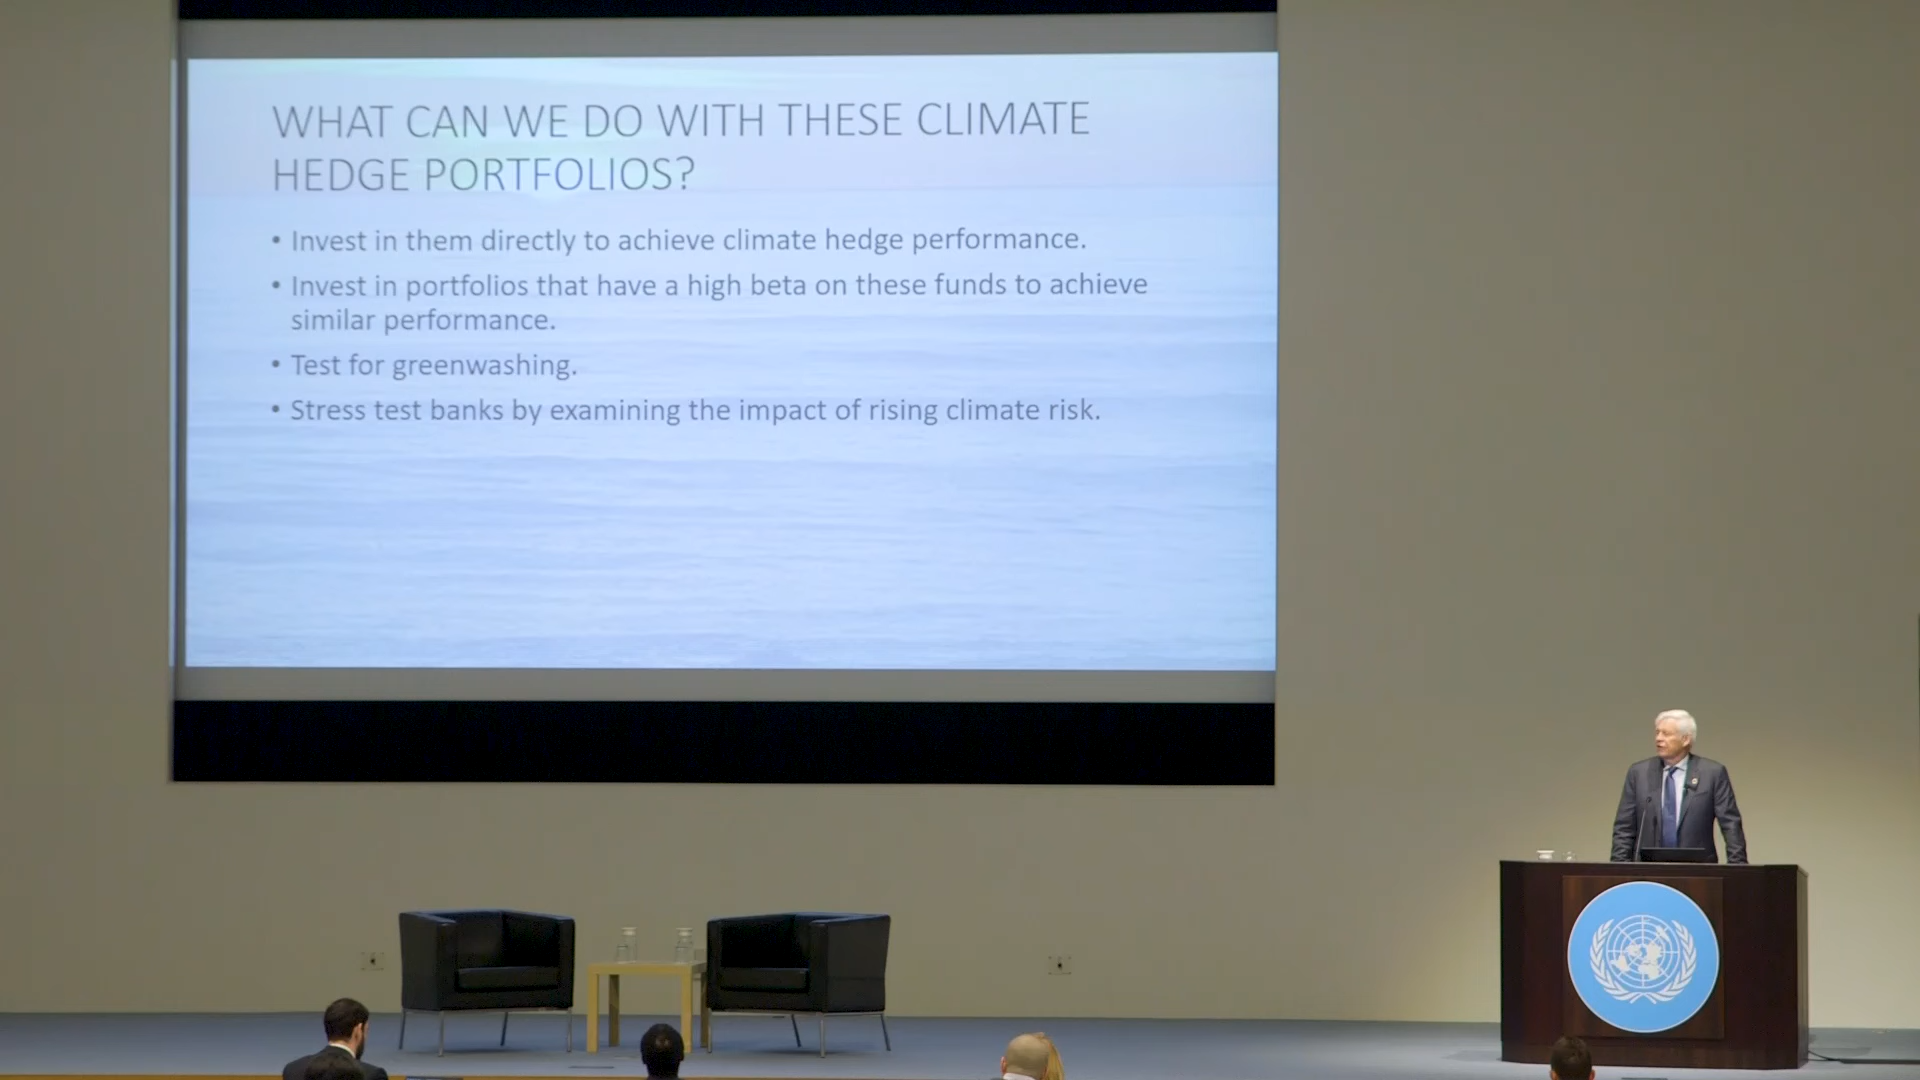 WHAT CAN WE DO WITH THESE CLIMATE
HEDGE PORTFOLIOS?
• Invest in them directly to achieve climate hedge performance.
• Invest in portfolios that have a high beta on these funds to achieve
similar performance.
• Test for greenwashing.
• Stress test banks by examining the impact of rising climate risk.